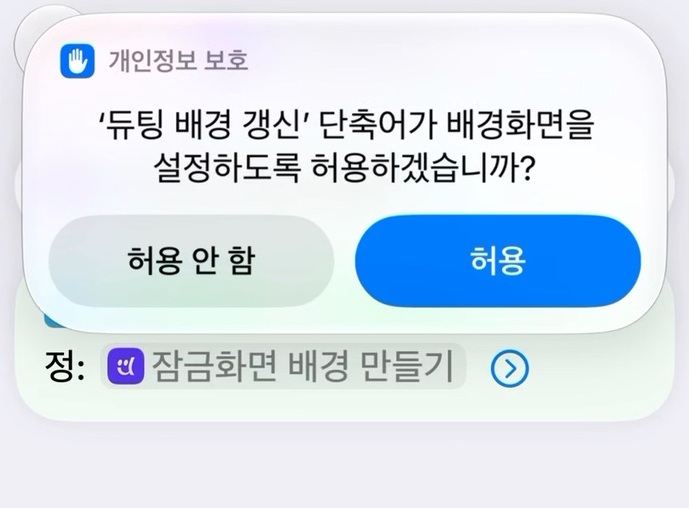 개인정보 보호
‘듀팅 배경 갱신’ 단축어가 배경화면을
설정하도록 허용하겠습니까?
허용 안 함
허용
정: 잠금화면 배경 만들기